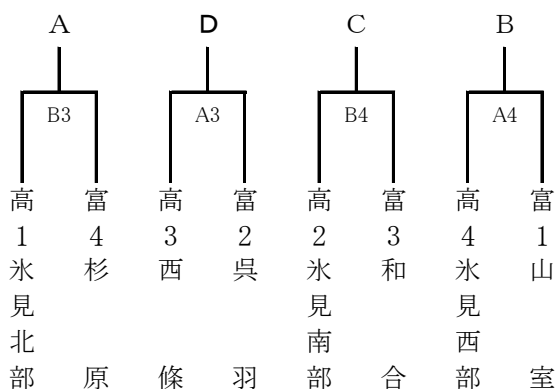 A D C B
B3 A3 B4 A4
高1氷見北部
富4杉原
高3西條
富2呉羽
高2氷見南部
富3和合
高4氷見西部
富1山室